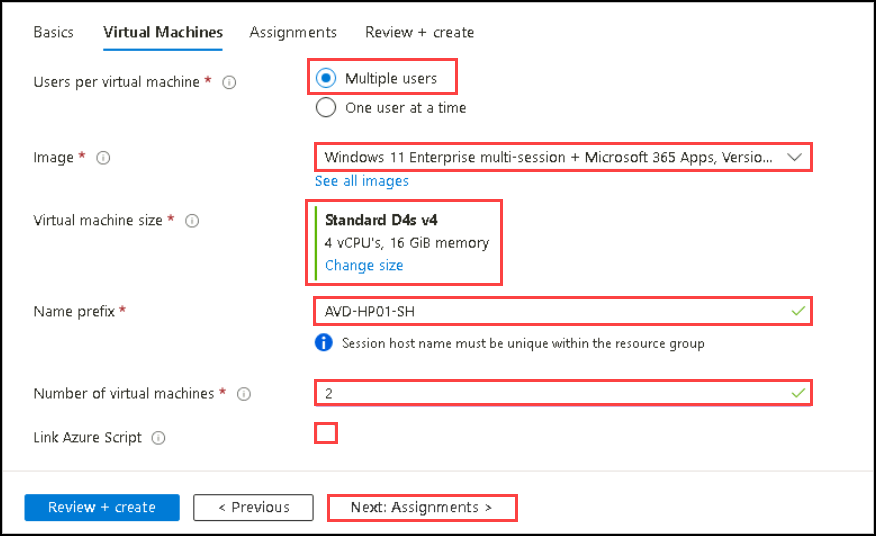 Basics Virtual Machines Assignments Review + create
Users per virtual machine * Multiple users
One user at a time
Image * Windows 11 Enterprise multi-session + Microsoft 365 Apps, Versio...
See all images
Virtual machine size * Standard D4s v4
4 vCPU's, 16 GiB memory
Change size
Name prefix * AVD-HP01-SH
Session host name must be unique within the resource group
Number of virtual machines * 2
Link Azure Script
Review + create < Previous Next: Assignments >